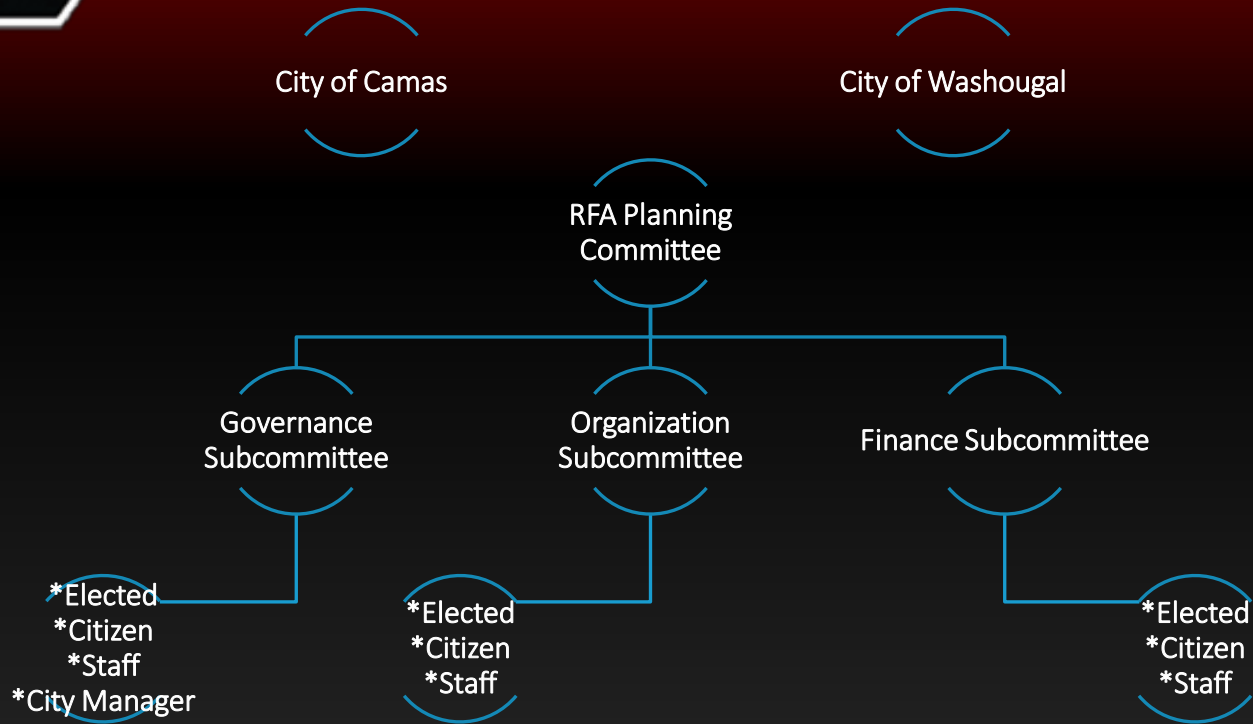 City of Camas
City of Washougal
RFA Planning
Committee
Governance
Subcommittee
Organization
Subcommittee
Finance Subcommittee
*Elected
*Citizen
*Staff
*City Manager
*Elected
*Citizen
*Staff
*Elected
*Citizen
*Staff